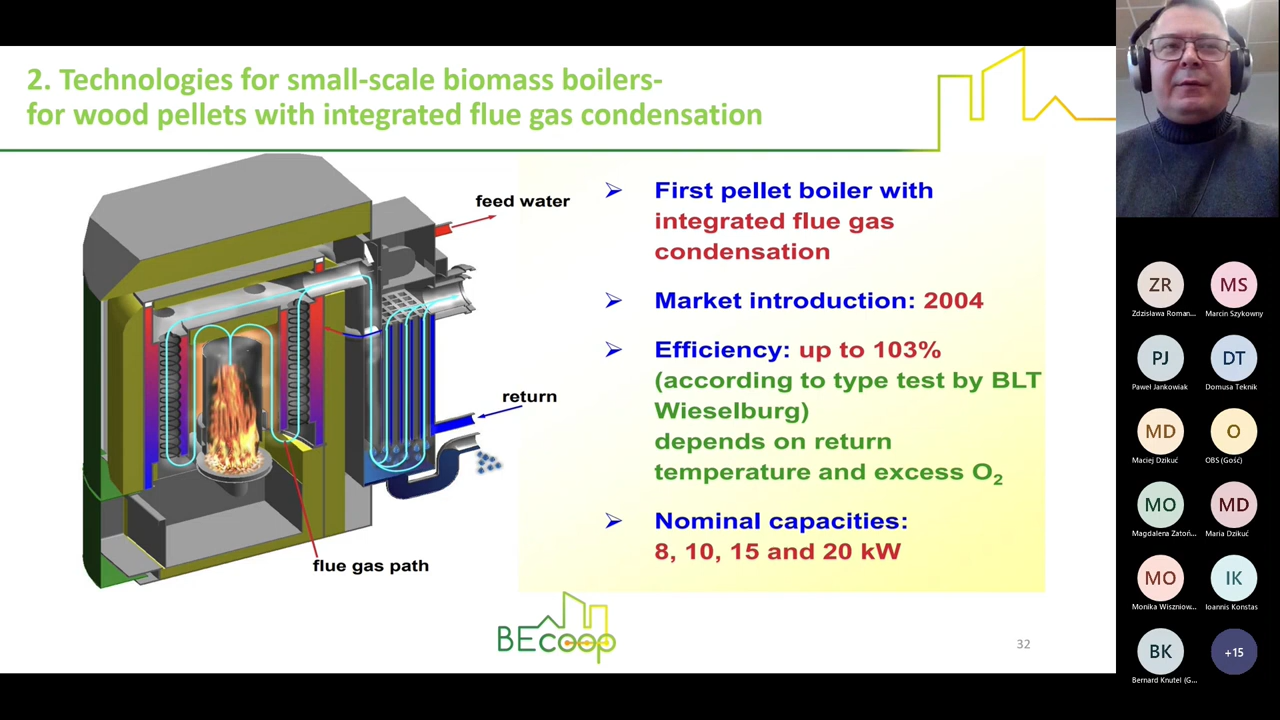 2. Technologies for small-scale biomass boilers-
for wood pellets with integrated flue gas condensation
feed water
return
flue gas path
➢ First pellet boiler with
integrated flue gas
condensation
➢ Market introduction: 2004
➢ Efficiency: up to 103%
(according to type test by BLT
Wieselburg)
depends on return
temperature and excess O₂
➢ Nominal capacities:
8, 10, 15 and 20 kW
BECoop
32
ZR
Zdzisława Roman...
MS
Marcin Szykowny
PJ
Paweł Jankowiak
DT
Domusa Teknik
MD
Maciej Dzikuć
O
OBS (Gość)
MO
Magdalena Zatoń...
MD
Maria Dzikuć
MO
Monika Wiszniow...
IK
Ioannis Konstas
BK
Bernard Knutel (G...
+15